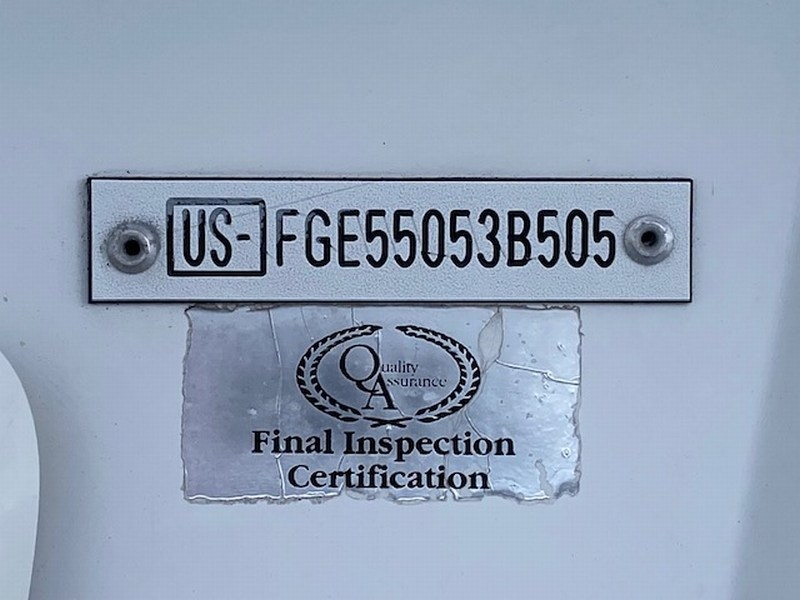 US-FGE55053B505
Quality
Assurance
Final Inspection
Certification